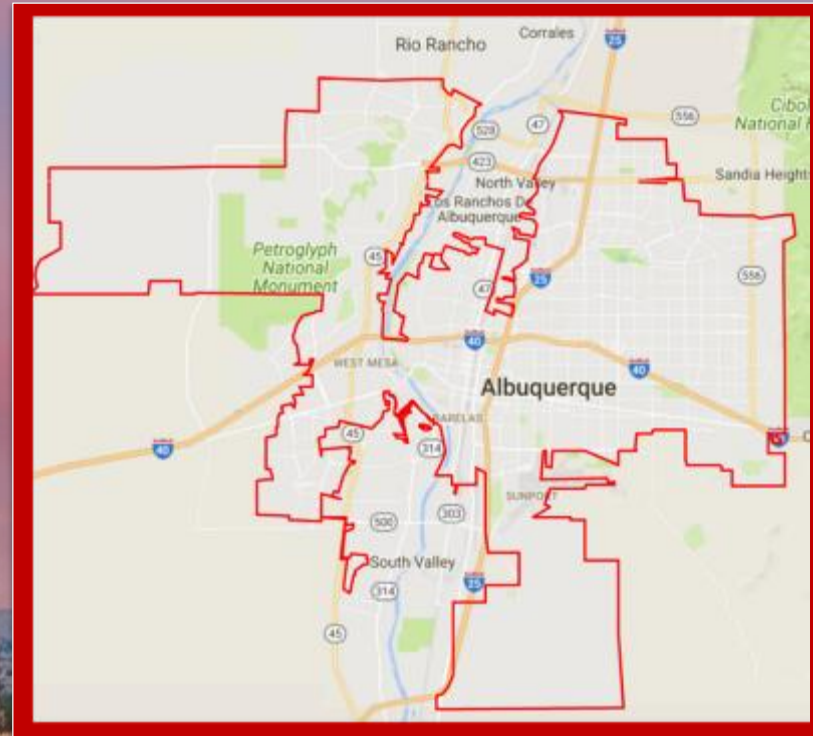 Rio Rancho
Corrales
25
Cibol
National F
528
47
556
423
North Valley
Sandia Heights
Los Ranchos De
Albuquerque
Petroglyph
National
Monument
45
556
25
47
40
WEST MESA
40
Albuquerque
BARELAS
45
314
40
SUNPORT
500
303
South Valley
25
314
45